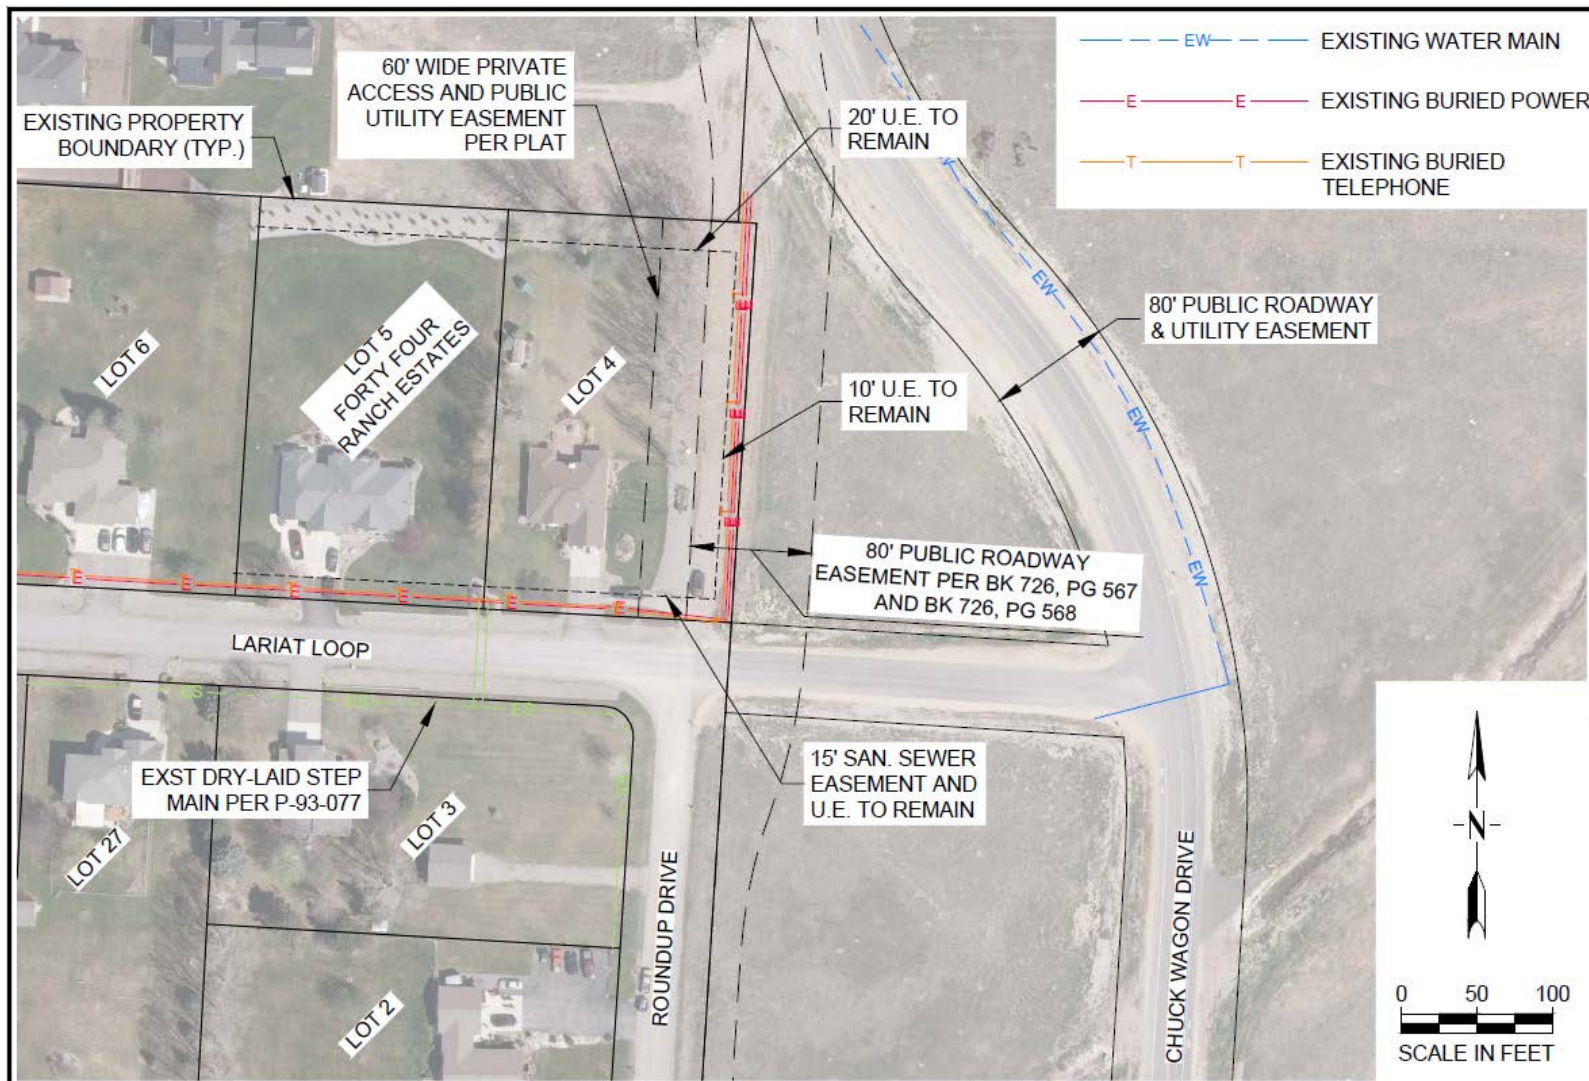 EW
EXISTING WATER MAIN
E E
EXISTING BURIED POWER
T T
EXISTING BURIED
TELEPHONE
60' WIDE PRIVATE
ACCESS AND PUBLIC
UTILITY EASEMENT
PER PLAT
EXISTING PROPERTY
BOUNDARY (TYP.)
20' U.E. TO
REMAIN
EW
80' PUBLIC ROADWAY
& UTILITY EASEMENT
LOT 6
LOT 5
FORTY FOUR
RANCH ESTATES
LOT 4
10' U.E. TO
REMAIN
EW
E
E
E
80' PUBLIC ROADWAY
EASEMENT PER BK 726, PG 567
AND BK 726, PG 568
EW
E E E E E E
LARIAT LOOP
ES
ES
EXST DRY-LAID STEP
MAIN PER P-93-077
15' SAN. SEWER
EASEMENT AND
U.E. TO REMAIN
LOT 27
LOT 3
LOT 2
ROUNDUP DRIVE
CHUCK WAGON DRIVE
N
0 50 100
SCALE IN FEET